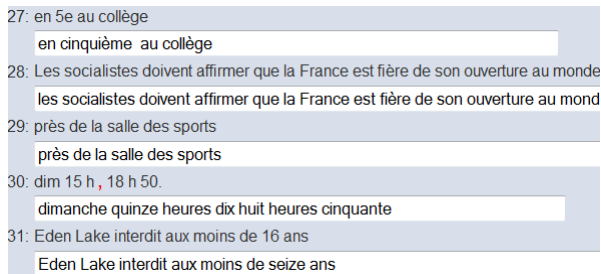 27: en 5e au collège
en cinquième au collège
28: Les socialistes doivent affirmer que la France est fière de son ouverture au monde
les socialistes doivent affirmer que la France est fière de son ouverture au mond
29: près de la salle des sports
près de la salle des sports
30: dim 15 h , 18 h 50.
dimanche quinze heures dix huit heures cinquante
31: Eden Lake interdit aux moins de 16 ans
Eden Lake interdit aux moins de seize ans